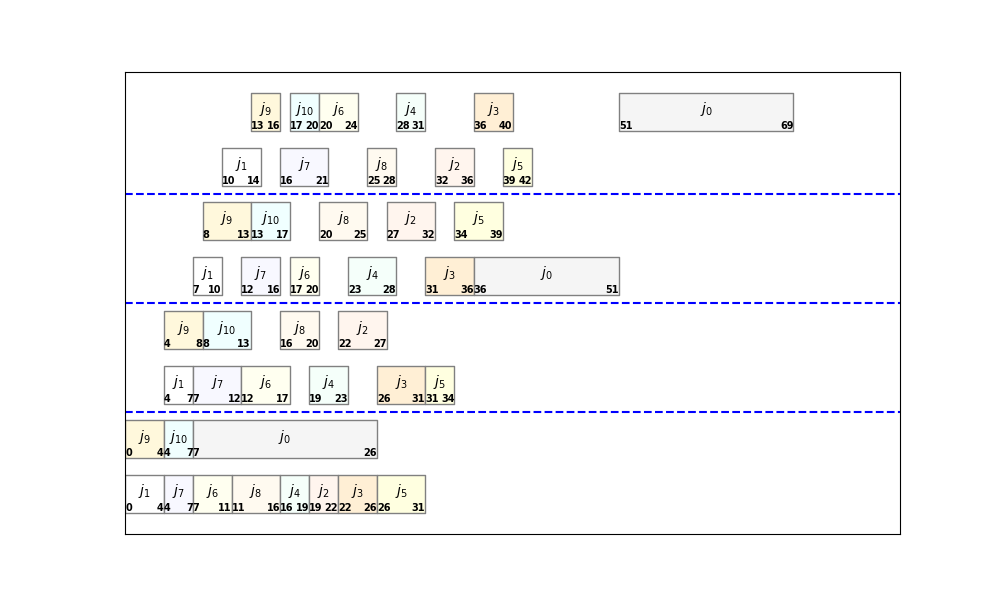 j₉ j₁₀ j₆ j₄ j₃ j₀
13 16 17 20 20 24 28 31 36 40 51 69
j₁ j₇ j₈ j₂ j₅
10 14 16 21 25 28 32 36 39 42
j₉ j₁₀ j₈ j₂ j₅
8 13 13 17 20 25 27 32 34 39
j₁ j₇ j₆ j₄ j₃ j₀
7 10 12 16 17 20 23 28 31 36 36 51
j₉ j₁₀ j₈ j₂
4 8 8 13 16 20 22 27
j₁ j₇ j₆ j₄ j₃ j₅
4 7 7 12 12 17 19 23 26 31 31 34
j₉ j₁₀ j₀
0 4 4 7 7 26
j₁ j₇ j₆ j₈ j₄ j₂ j₃ j₅
0 4 4 7 7 11 11 16 16 19 19 22 22 26 26 31